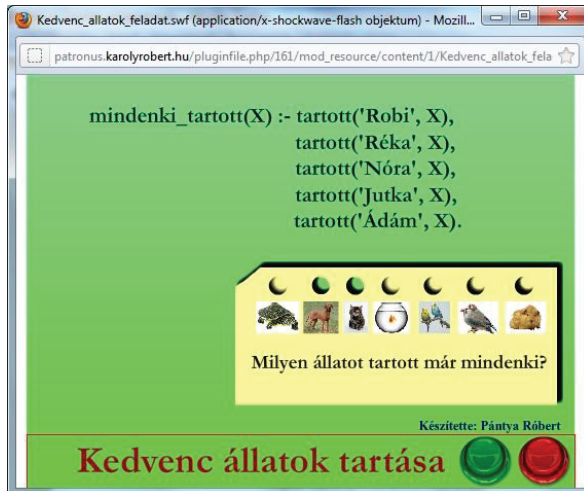 Kedvenc_allatok_feladat.swf (application/x-shockwave-flash objektum) - Mozill...
patronus.karolyrobert.hu/pluginfile.php/161/mod_resource/content/1/Kedvenc_allatok_fela
mindenki_tartott(X) :- tartott('Robi', X),
tartott('Réka', X),
tartott('Nóra', X),
tartott('Jutka', X),
tartott('Ádám', X).
Milyen állatot tartott már mindenki?
Készítette: Pántya Róbert
Kedvenc állatok tartása